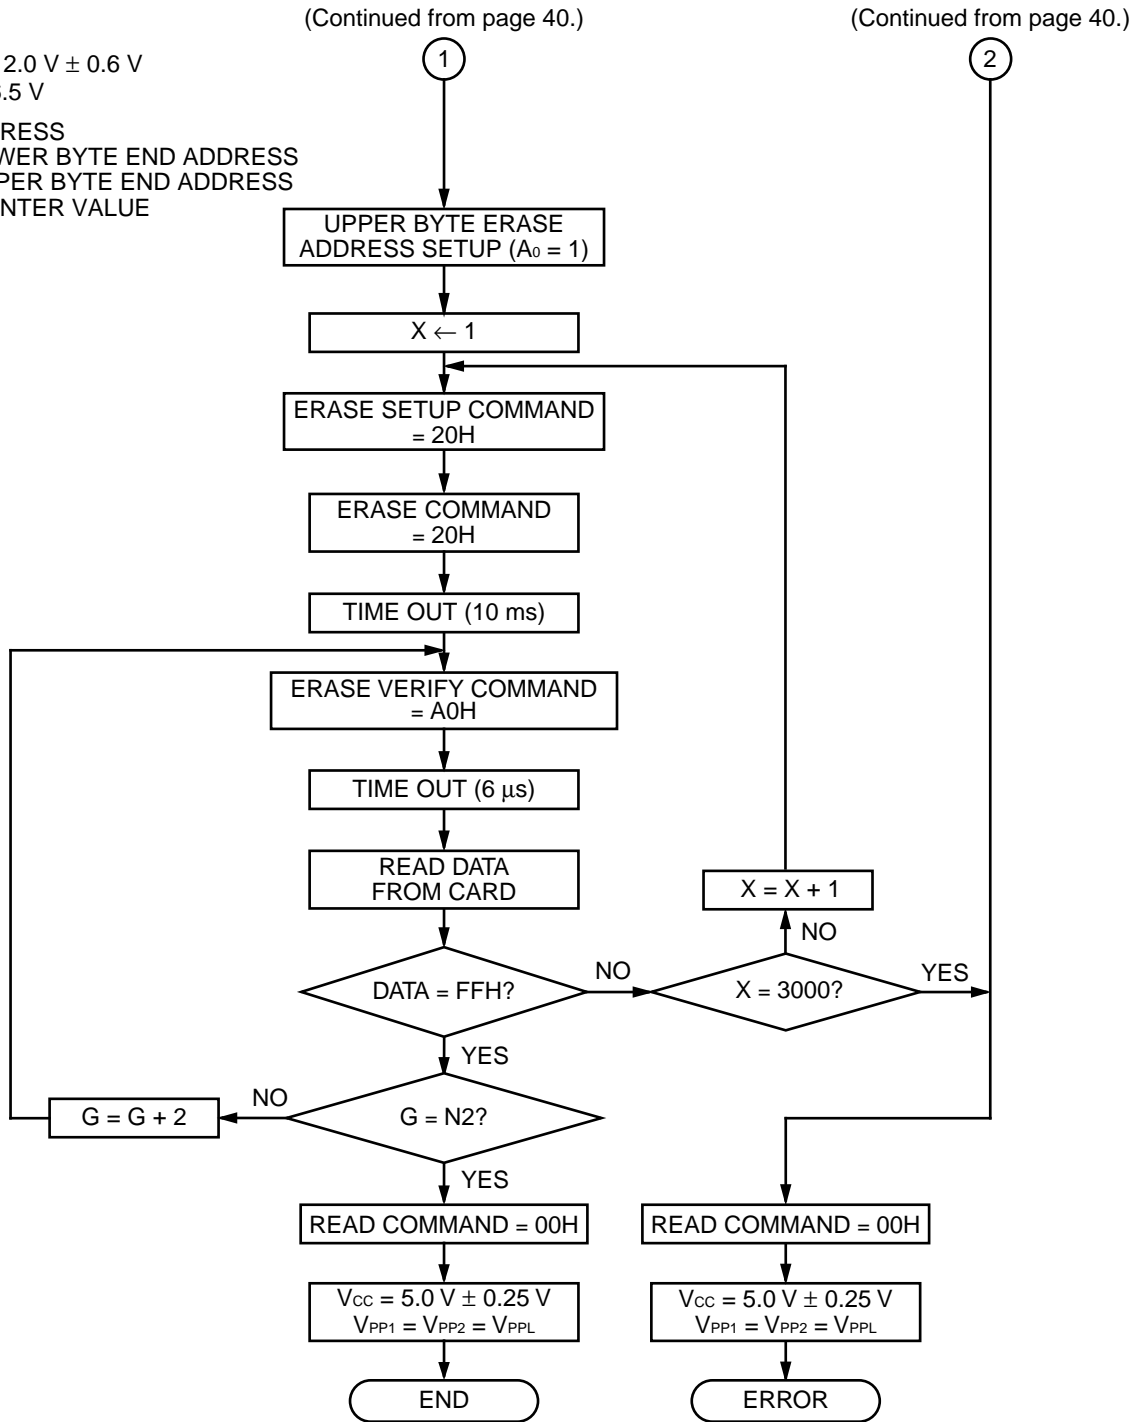 (Continued from page 40.)
(Continued from page 40.)
1
2
2.0 V ± 0.6 V
.5 V
RESS
WER BYTE END ADDRESS
PER BYTE END ADDRESS
NTER VALUE
UPPER BYTE ERASE
ADDRESS SETUP (A0 = 1)
X ← 1
ERASE SETUP COMMAND
= 20H
ERASE COMMAND
= 20H
TIME OUT (10 ms)
ERASE VERIFY COMMAND
= A0H
TIME OUT (6 μs)
READ DATA
FROM CARD
X = X + 1
NO
DATA = FFH?
NO
X = 3000?
YES
YES
G = G + 2
NO
G = N2?
YES
READ COMMAND = 00H
READ COMMAND = 00H
VCC = 5.0 V ± 0.25 V
VPP1 = VPP2 = VPPL
VCC = 5.0 V ± 0.25 V
VPP1 = VPP2 = VPPL
END
ERROR